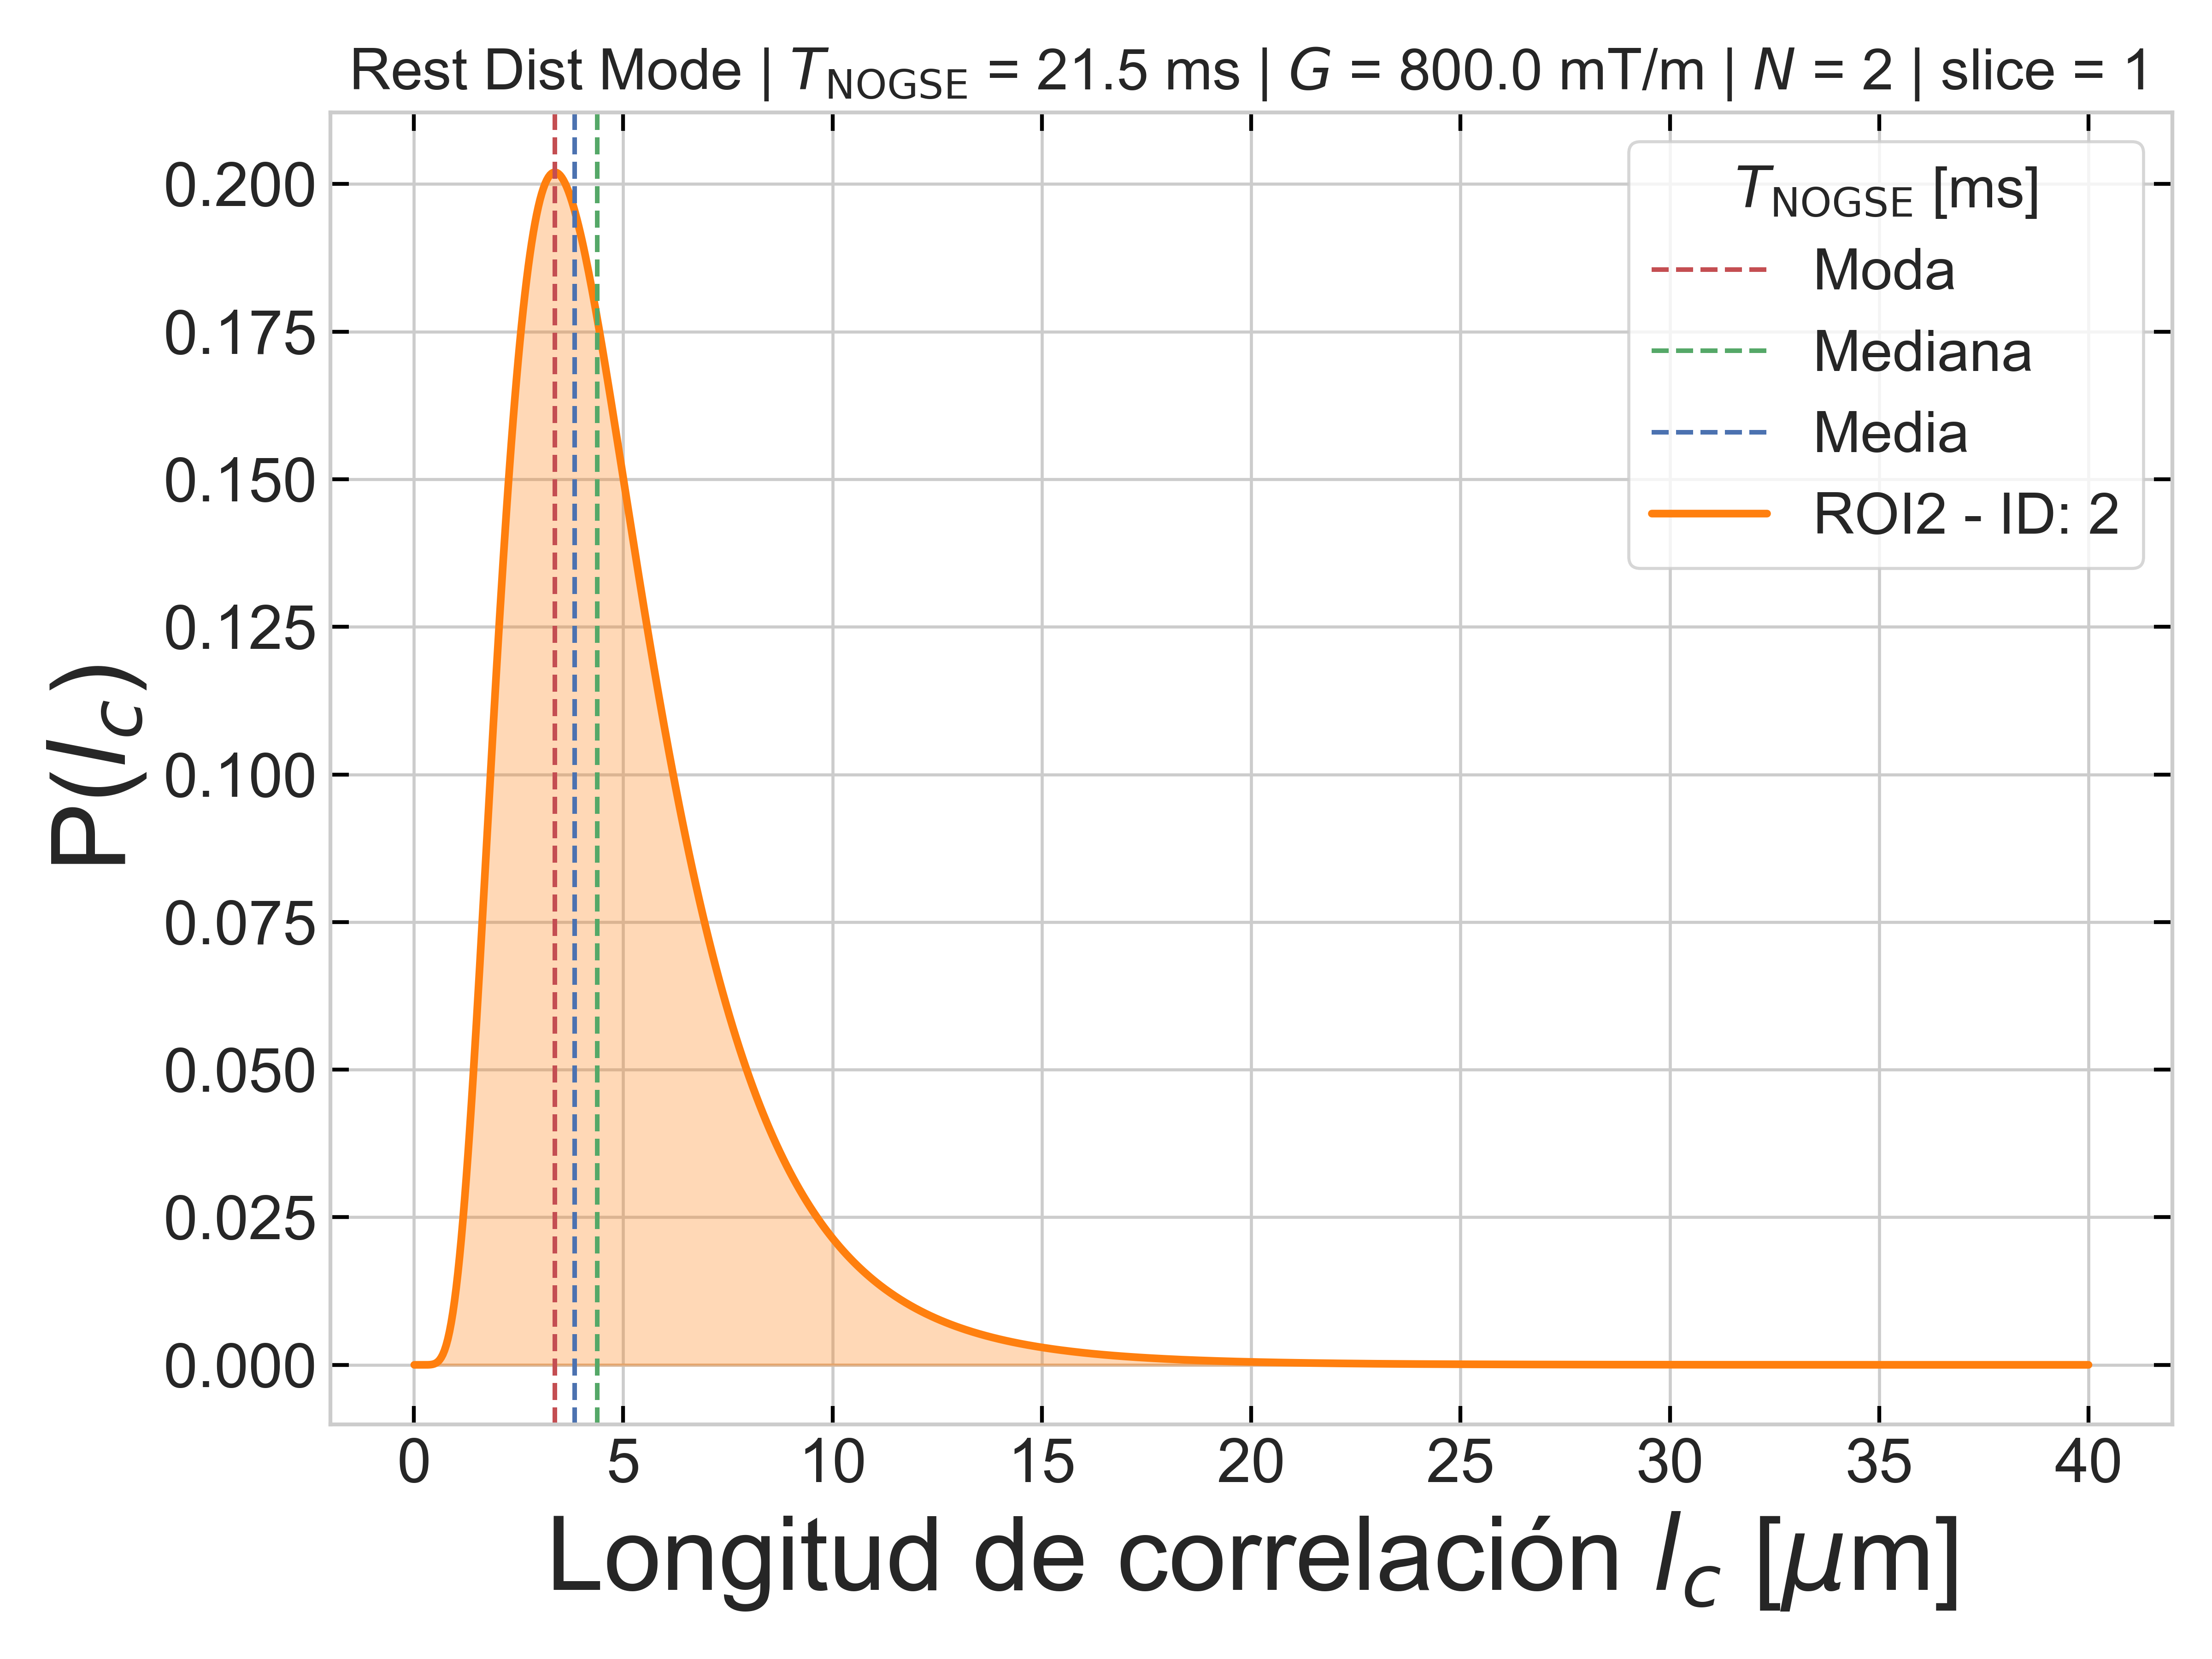 Rest Dist Mode | T_NOGSE = 21.5 ms | G = 800.0 mT/m | N = 2 | slice = 1
T_NOGSE [ms]
Moda
Mediana
Media
ROI2 - ID: 2
P(l_c)
0.200
0.175
0.150
0.125
0.100
0.075
0.050
0.025
0.000
0 5 10 15 20 25 30 35 40
Longitud de correlación l_c [μm]